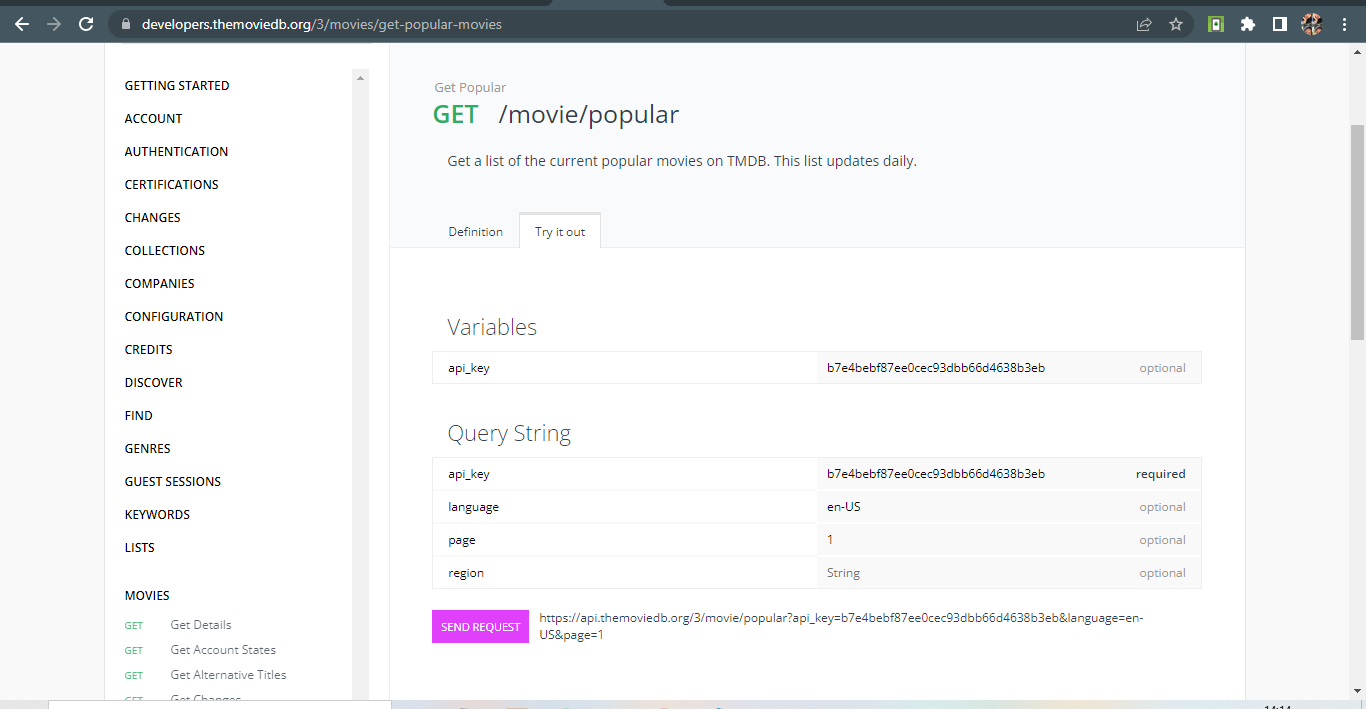 developers.themoviedb.org/3/movies/get-popular-movies
GETTING STARTED
ACCOUNT
AUTHENTICATION
CERTIFICATIONS
CHANGES
COLLECTIONS
COMPANIES
CONFIGURATION
CREDITS
DISCOVER
FIND
GENRES
GUEST SESSIONS
KEYWORDS
LISTS
MOVIES
GET Get Details
GET Get Account States
GET Get Alternative Titles
GET Get Changes
Get Popular
GET /movie/popular
Get a list of the current popular movies on TMDB. This list updates daily.
Definition Try it out
Variables
api_key b7e4bebf87ee0cec93dbb66d4638b3eb optional
Query String
api_key b7e4bebf87ee0cec93dbb66d4638b3eb required
language en-US optional
page 1 optional
region String optional
SEND REQUEST https://api.themoviedb.org/3/movie/popular?api_key=b7e4bebf87ee0cec93dbb66d4638b3eb&language=en-
US&page=1